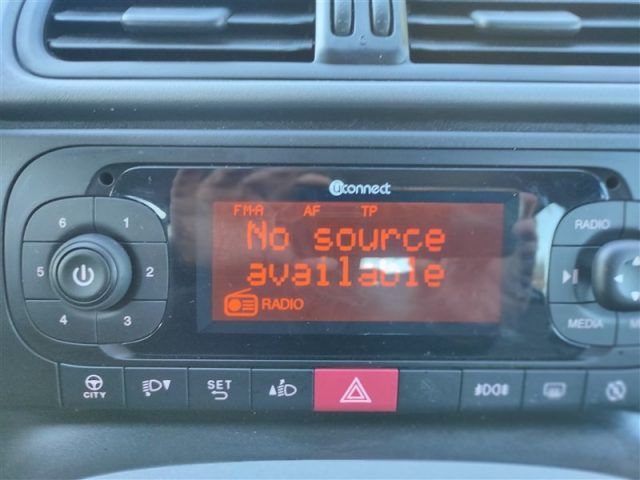 uconnect
FM-A AF TP
No source
available
RADIO
6 1
5 2
4 3
RADIO
MEDIA
CITY
SET